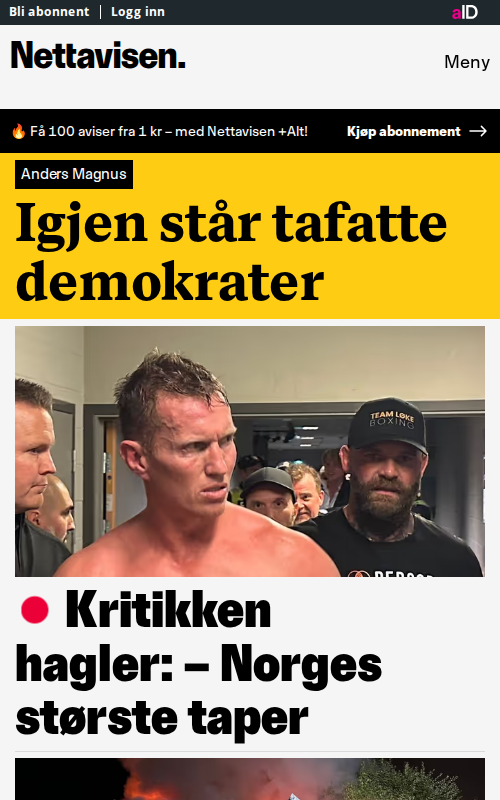 Bli abonnent | Logg inn
aID
Nettavisen.
Meny
🔥 Få 100 aviser fra 1 kr – med Nettavisen +Alt!
Kjøp abonnement →
Anders Magnus
Igjen står tafatte
demokrater
TEAM LØKE
BOXING
Kritikken
hagler: – Norges
største taper